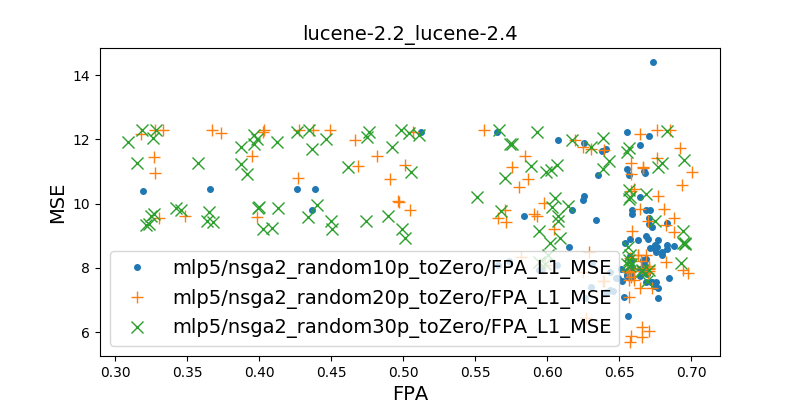 lucene-2.2_lucene-2.4
MSE
14
12
10
8
6
mlp5/nsga2_random10p_toZero/FPA_L1_MSE
mlp5/nsga2_random20p_toZero/FPA_L1_MSE
mlp5/nsga2_random30p_toZero/FPA_L1_MSE
0.30 0.35 0.40 0.45 0.50 0.55 0.60 0.65 0.70
FPA